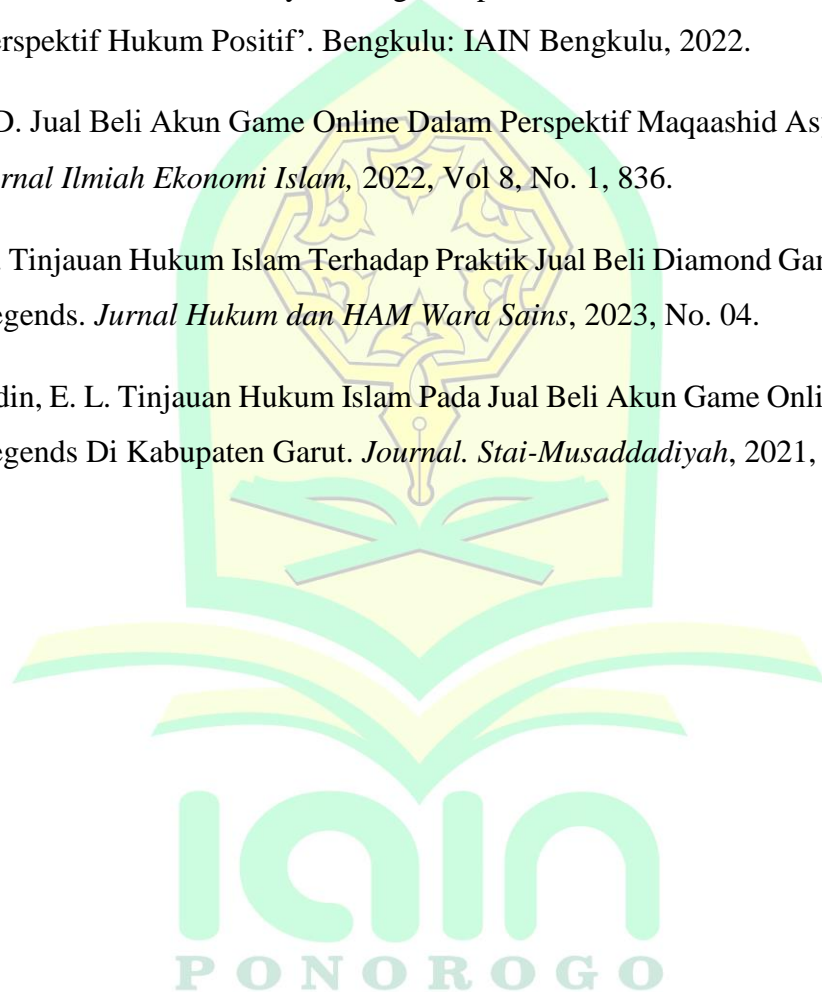 erspektif Hukum Positif’. Bengkulu: IAIN Bengkulu, 2022.
D. Jual Beli Akun Game Online Dalam Perspektif Maqaashid As
rnal Ilmiah Ekonomi Islam, 2022, Vol 8, No. 1, 836.
. Tinjauan Hukum Islam Terhadap Praktik Jual Beli Diamond Gan
egends. Jurnal Hukum dan HAM Wara Sains, 2023, No. 04.
din, E. L. Tinjauan Hukum Islam Pada Jual Beli Akun Game Onli
egends Di Kabupaten Garut. Journal. Stai-Musaddadiyah, 2021,
iain
PONOROGO